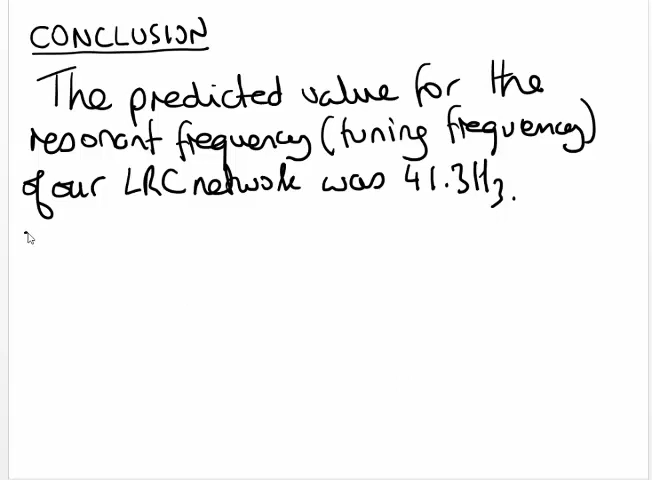 CONCLUSION
The predicted value for the
resonant frequency (tuning frequency)
of our LRC network was 41.3Hz.